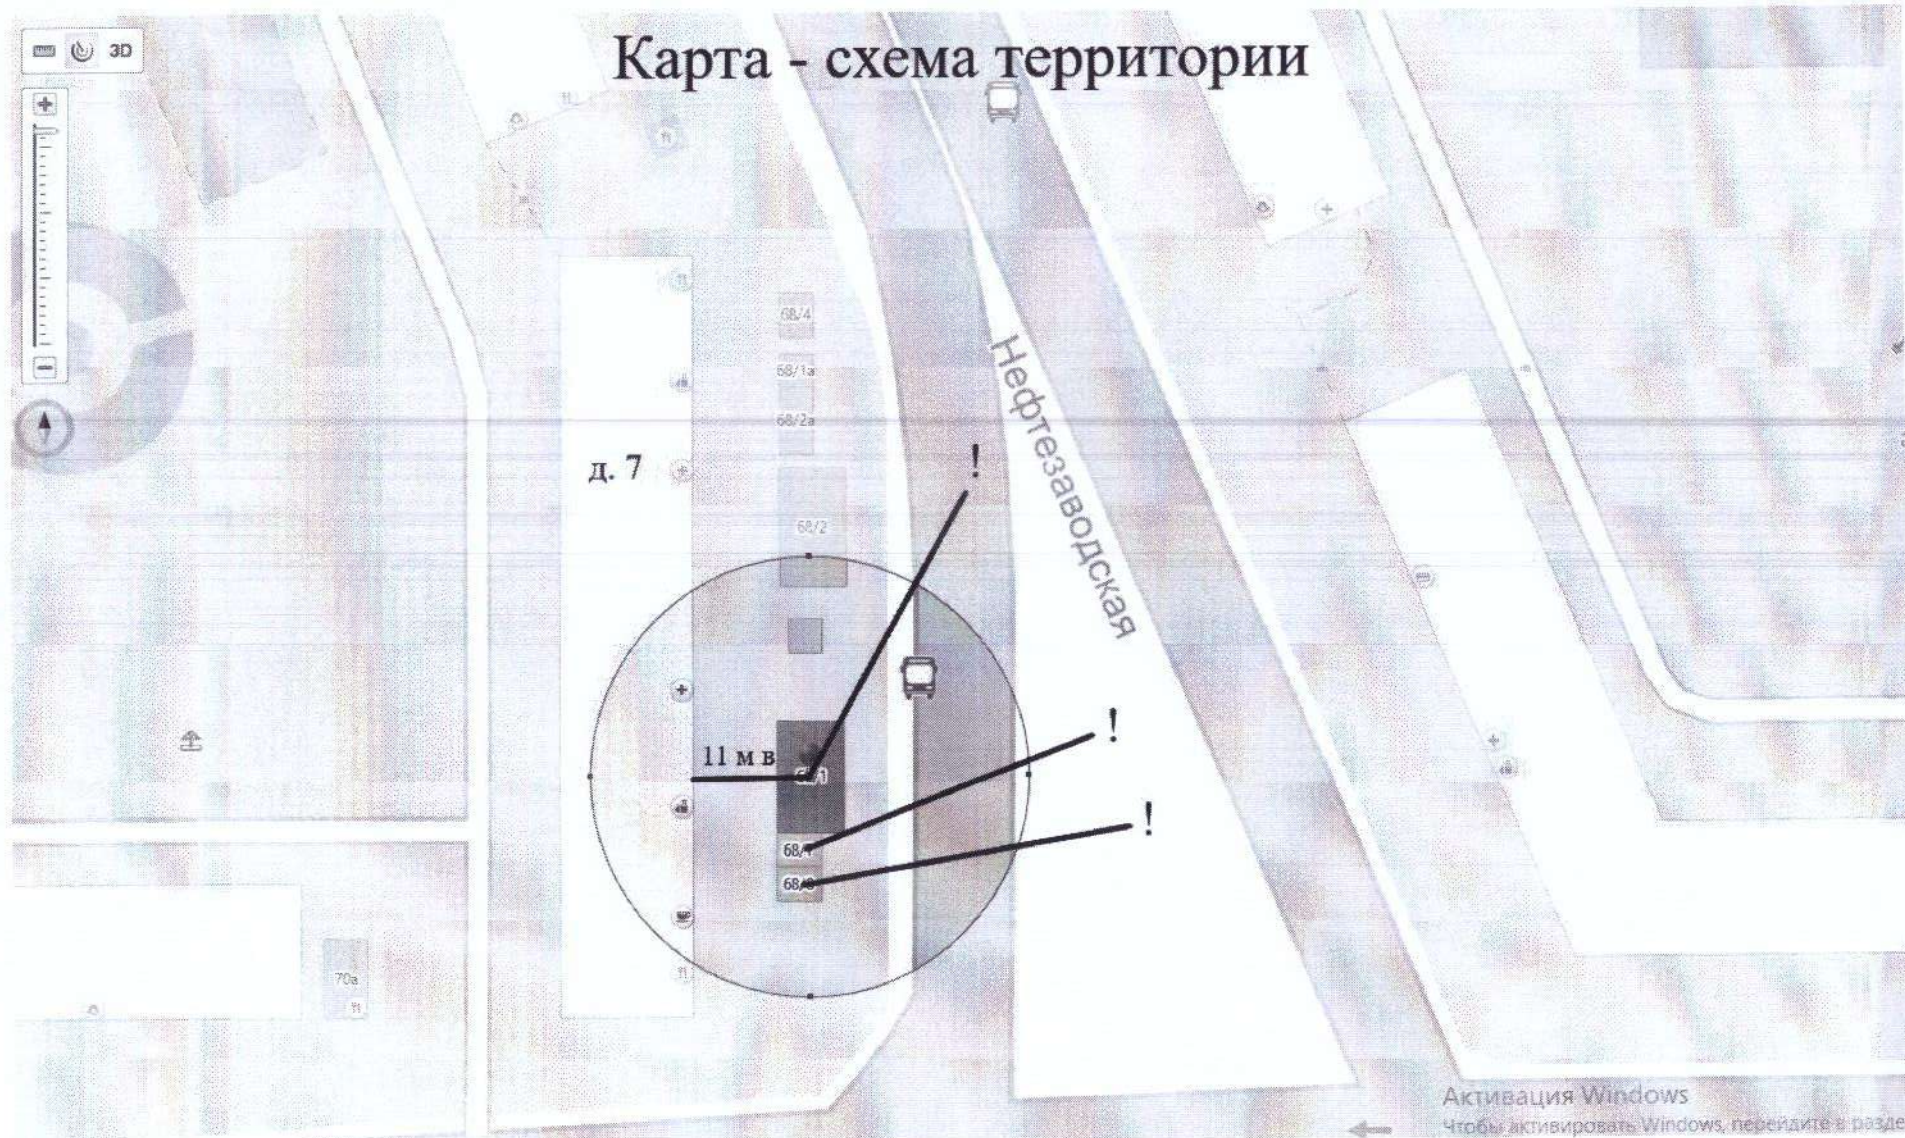 Карта - схема территории
3D
68/4
68/1а
68/2а
д. 7
!
68/2
Нефтезаводская
!
11 м в
!
70а
Активация Windows
Чтобы активировать Windows, перейдите в разде